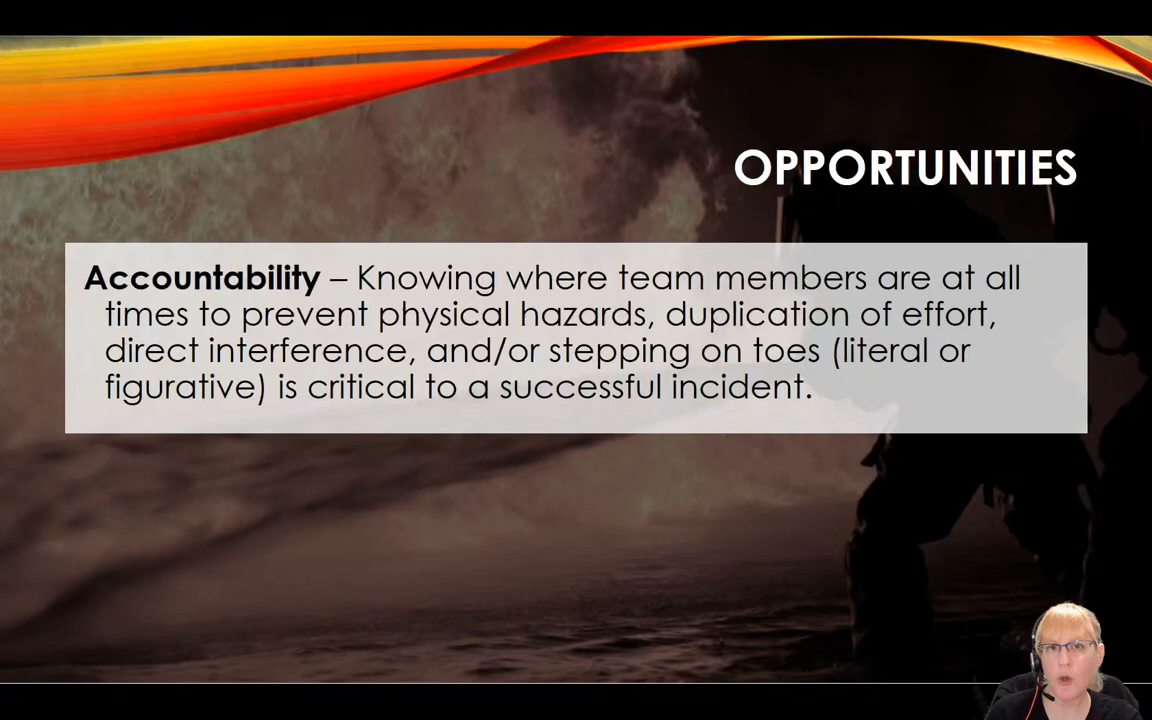 OPPORTUNITIES
Accountability – Knowing where team members are at all
times to prevent physical hazards, duplication of effort,
direct interference, and/or stepping on toes (literal or
figurative) is critical to a successful incident.